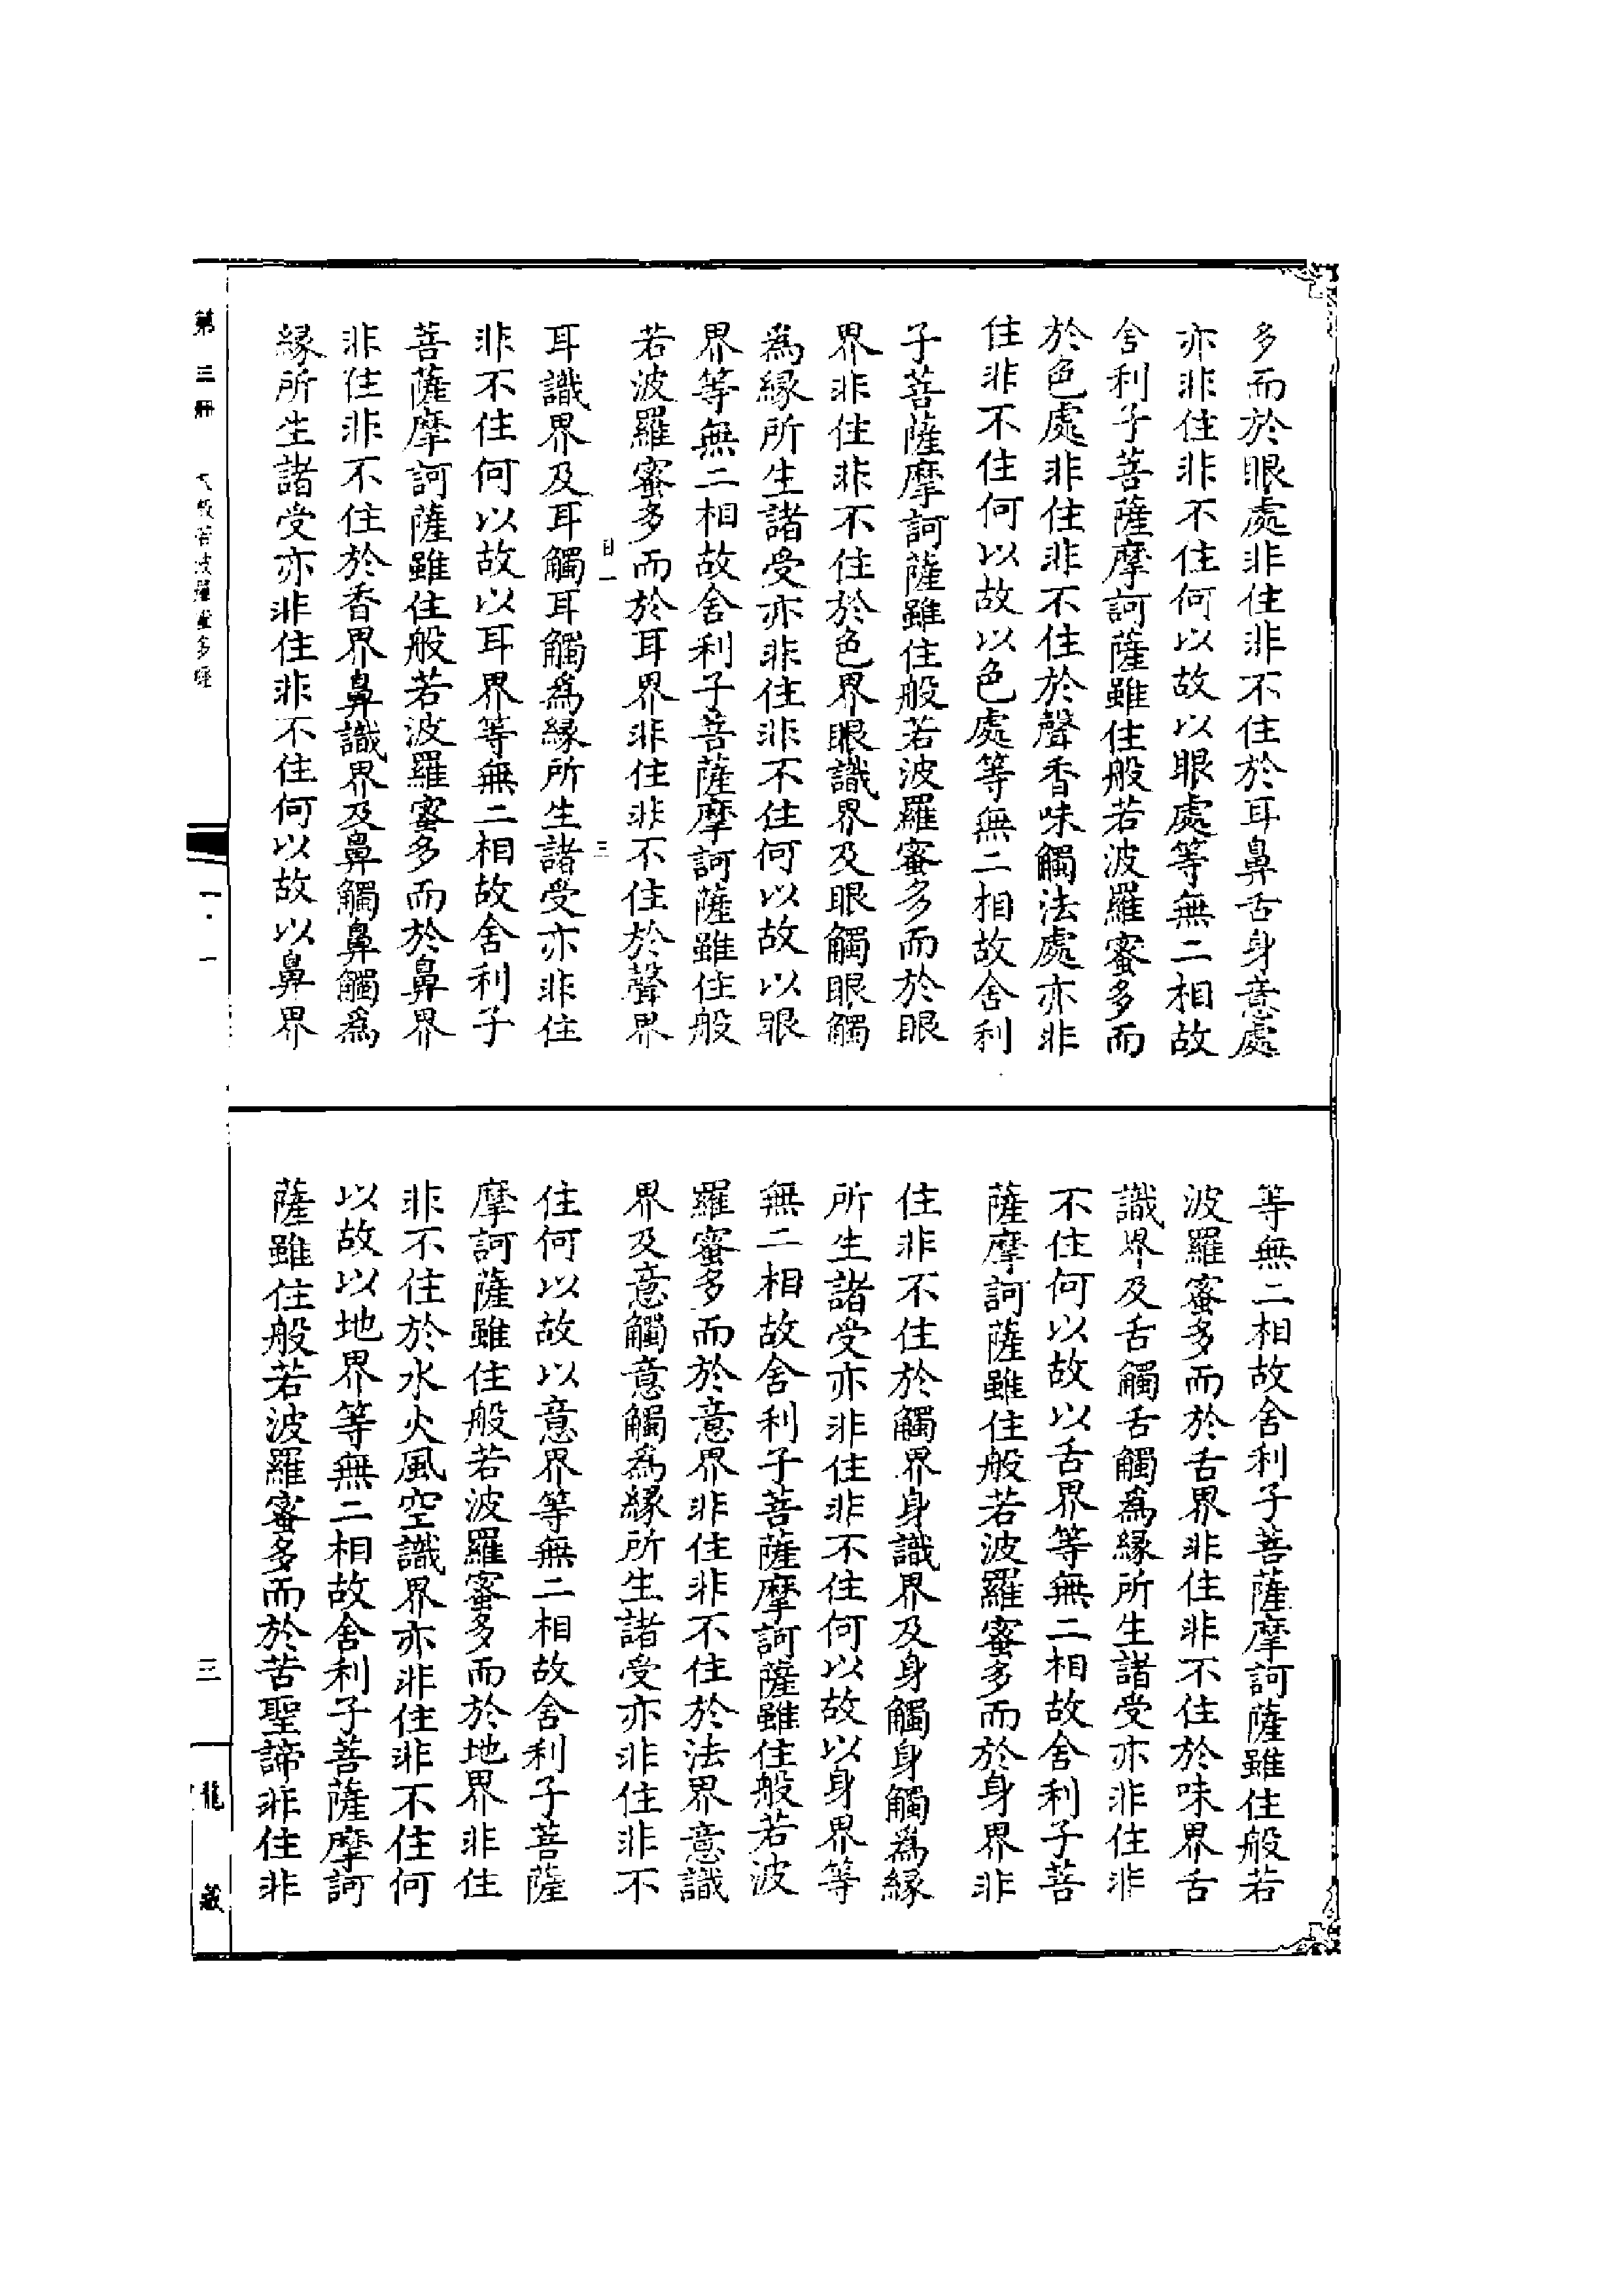 多而於眼處非住非不住於耳鼻舌身意處
亦非住非不住何以故以眼處等無二相故
舍利子菩薩摩訶薩雖住般若波羅蜜多而
於色處非住非不住於聲香味觸法處亦非
住非不住何以故以色處等無二相故舍利
子菩薩摩訶薩雖住般若波羅蜜多而於眼
界非住非不住於色界眼識界及眼觸眼觸
為緣所生諸受亦非住非不住何以故以眼
界等無二相故舍利子菩薩摩訶薩雖住般
若波羅蜜多而於耳界非住非不住於聲界
三
耳識界及耳觸耳觸為緣所生諸受亦非住
非不住何以故以耳界等無二相故舍利子
菩薩摩訶薩雖住般若波羅蜜多而於鼻界
非住非不住於香界鼻識界及鼻觸鼻觸為
緣所生諸受亦非住非不住何以故以鼻界
等無二相故舍利子菩薩摩訶薩雖住般若
波羅蜜多而於舌界非住非不住於味界舌
識界及舌觸舌觸為緣所生諸受亦非住非
不住何以故以舌界等無二相故舍利子菩
薩摩訶薩雖住般若波羅蜜多而於身界非
住非不住於觸界身識界及身觸身觸為緣
所生諸受亦非住非不住何以故以身界等
無二相故舍利子菩薩摩訶薩雖住般若波
羅蜜多而於意界非住非不住於法界意識
界及意觸意觸為緣所生諸受亦非住非不
住何以故以意界等無二相故舍利子菩薩
摩訶薩雖住般若波羅蜜多而於地界非住
非不住於水火風空識界亦非住非不住何
以故以地界等無二相故舍利子菩薩摩訶
薩雖住般若波羅蜜多而於苦聖諦非住非
第三冊 大般若波羅蜜多經
三 龍藏